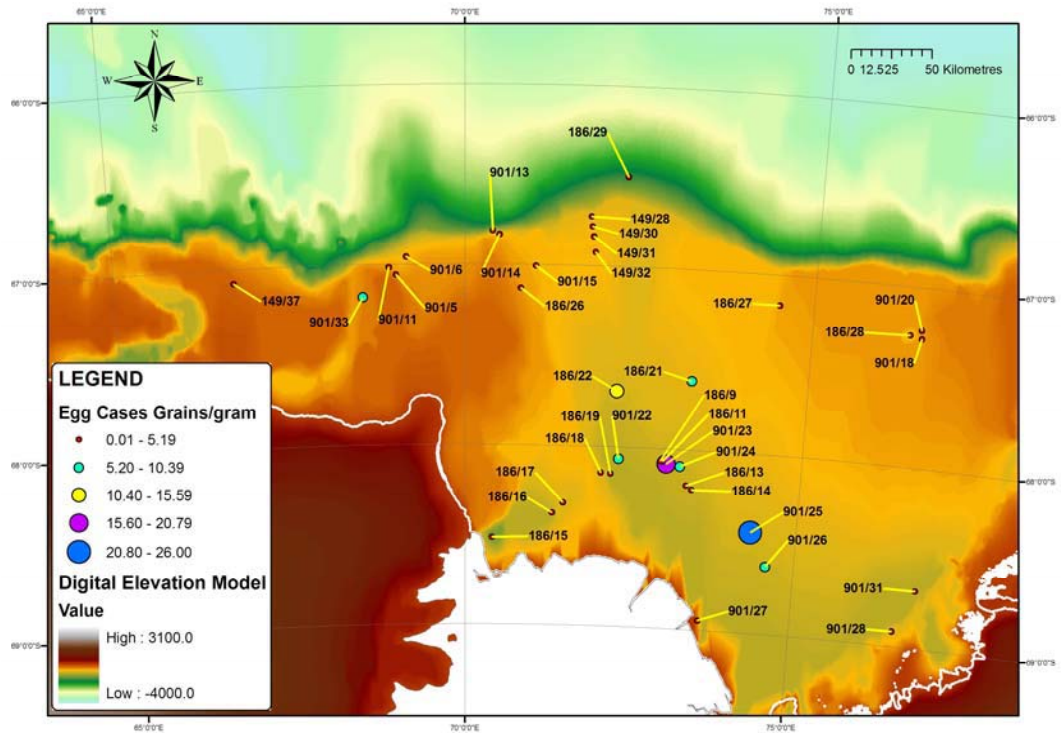 65°0'0"E 70°0'0"E 75°0'0"E
N
W E
S
0 12.525 50 Kilometres
66°0'0"S 66°0'0"S
186/29
901/13
149/28
149/30
149/31
149/32
901/6
901/14
901/15
67°0'0"S 67°0'0"S
149/37
901/33
901/11
901/5
186/26
186/27
901/20
186/28
901/18
186/22
186/21
186/9
186/19
901/22
186/11
186/18
901/23
901/24
68°0'0"S 68°0'0"S
186/17
186/13
186/16
186/14
186/15
901/25
901/26
901/31
901/27
901/28
69°0'0"S 69°0'0"S
LEGEND
Egg Cases Grains/gram
0.01 - 5.19
5.20 - 10.39
10.40 - 15.59
15.60 - 20.79
20.80 - 26.00
Digital Elevation Model
Value
High : 3100.0
Low : -4000.0
65°0'0"E 70°0'0"E 75°0'0"E